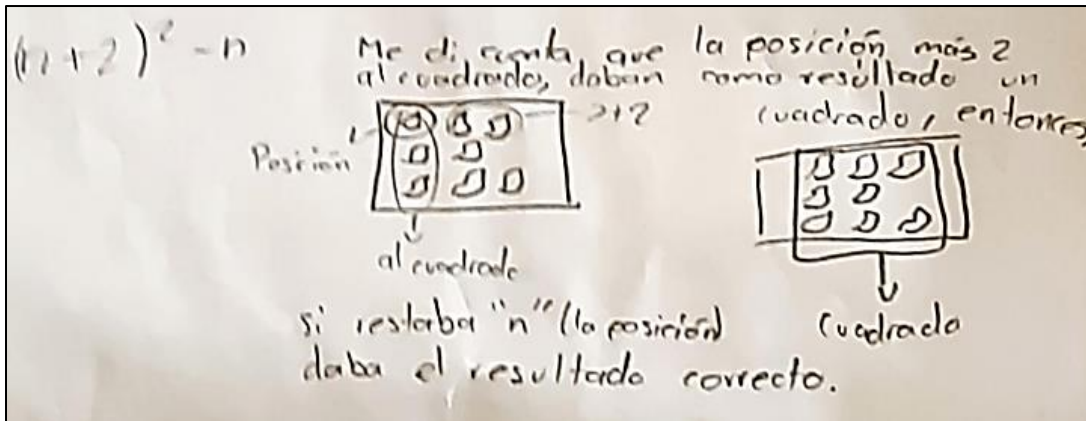 (n+2)² - n
Me di cuenta, que la posición más 2
al cuadrado, daban como resultado un
cuadrado, entonces,
Posición 1
al cuadrado
cuadrado
si restaba "n" (la posición)
daba el resultado correcto.